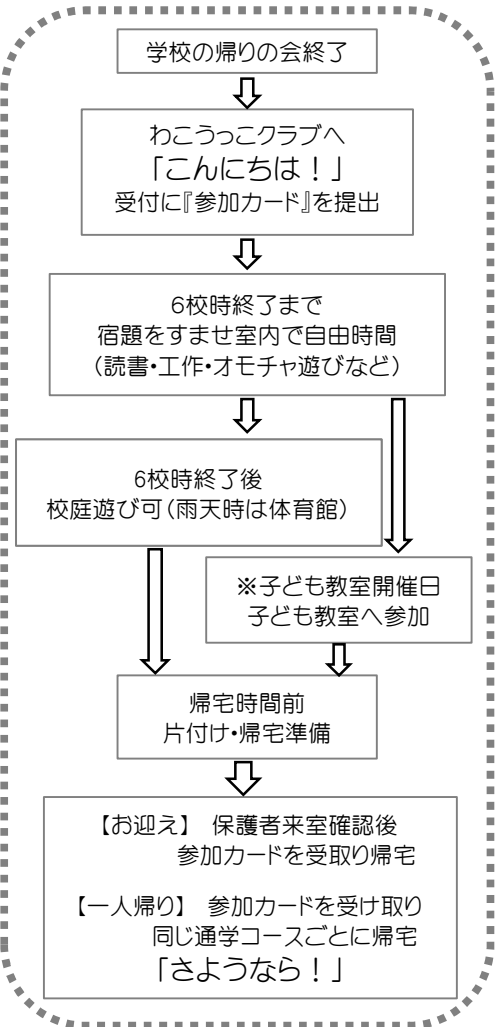 学校の帰りの会終了
わこうっこクラブへ
「こんにちは！」
受付に『参加カード』を提出
6校時終了まで
宿題をすませ室内で自由時間
（読書・工作・オモチャ遊びなど）
6校時終了後
校庭遊び可（雨天時は体育館）
※子ども教室開催日
子ども教室へ参加
帰宅時間前
片付け・帰宅準備
【お迎え】 保護者来室確認後
参加カードを受取り帰宅
【一人帰り】 参加カードを受け取り
同じ通学コースごとに帰宅
「さようなら！」